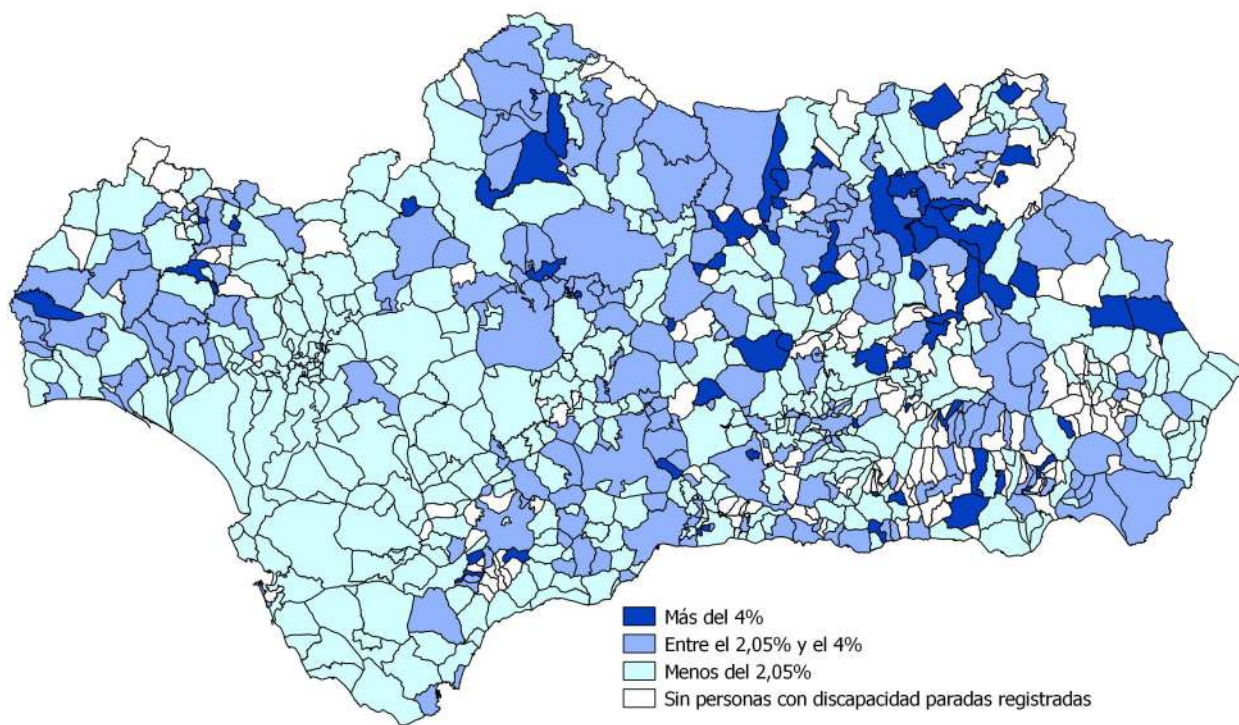 Más del 4%
Entre el 2,05% y el 4%
Menos del 2,05%
Sin personas con discapacidad paradas registradas